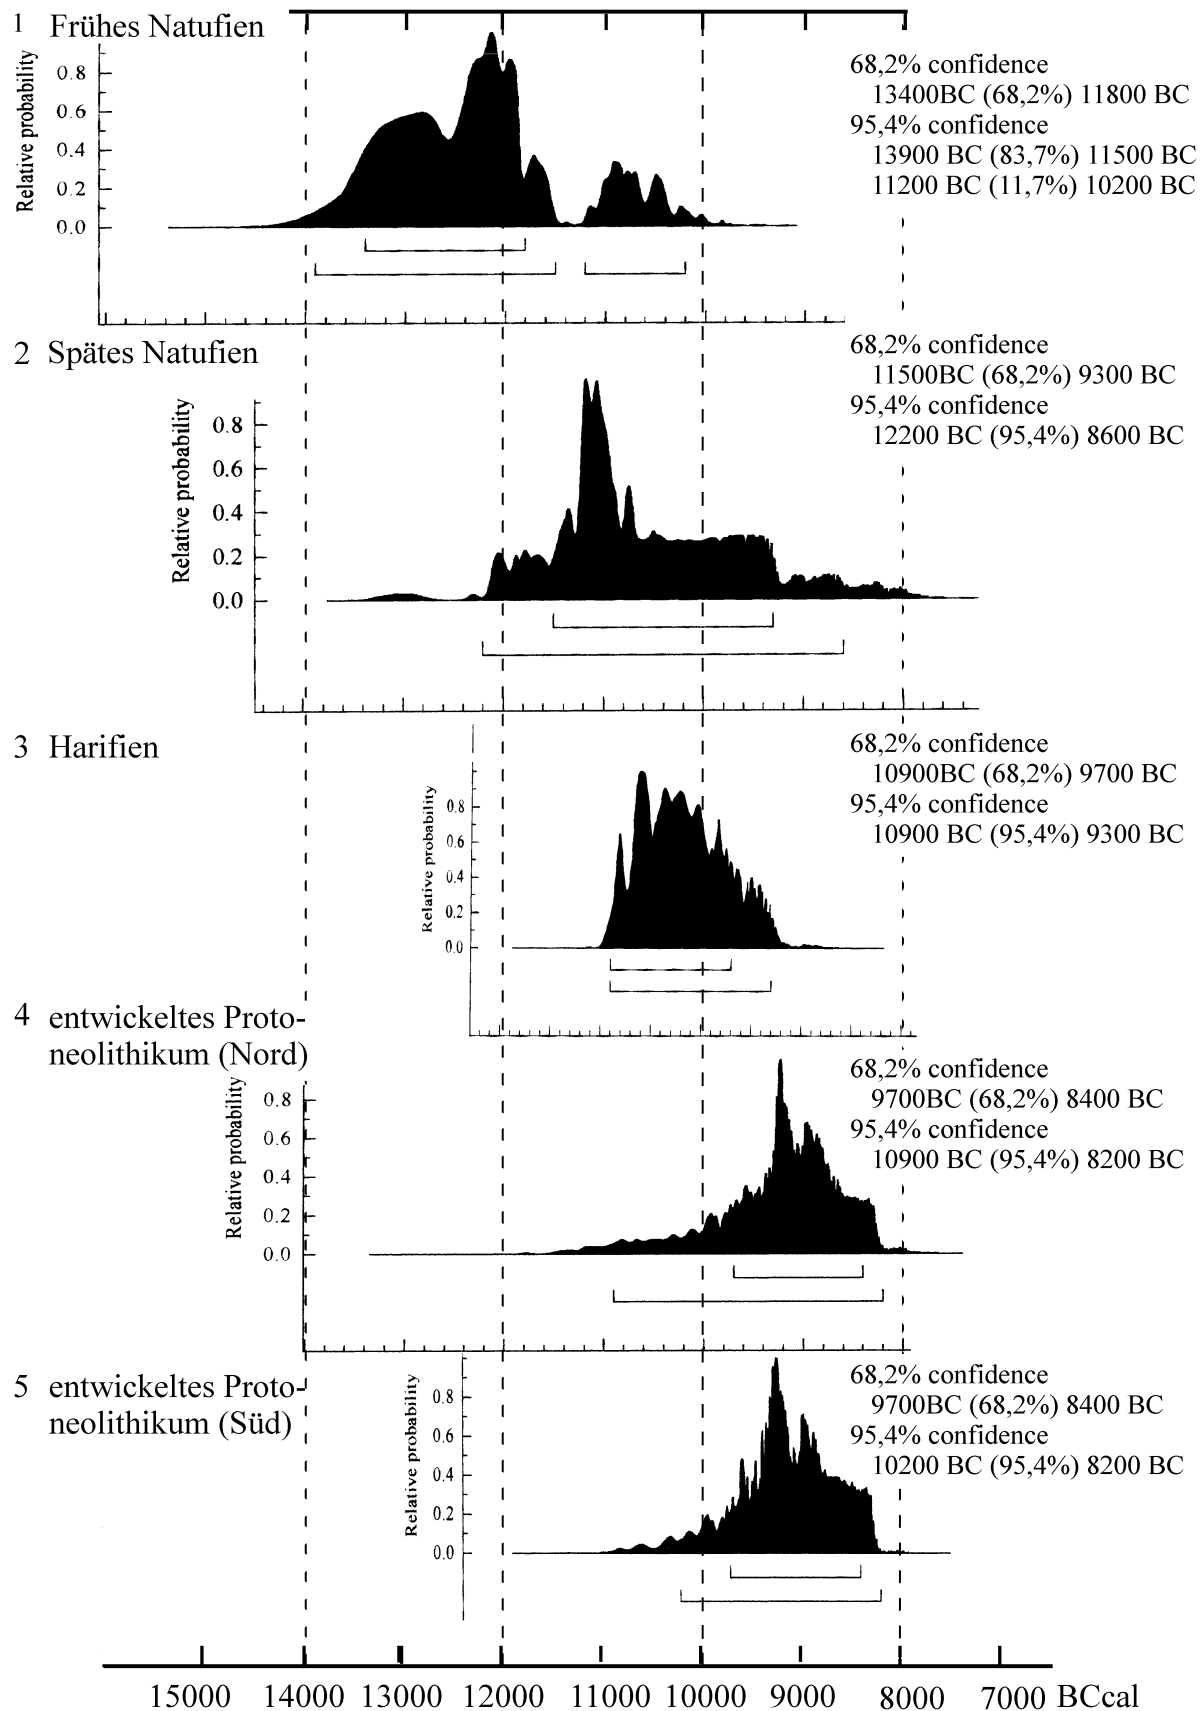 1 Frühes Natufien
Relative probability
0.8
0.6
0.4
0.2
0.0
68,2% confidence
13400BC (68,2%) 11800 BC
95,4% confidence
13900 BC (83,7%) 11500 BC
11200 BC (11,7%) 10200 BC
2 Spätes Natufien
Relative probability
0.8
0.6
0.4
0.2
0.0
68,2% confidence
11500BC (68,2%) 9300 BC
95,4% confidence
12200 BC (95,4%) 8600 BC
3 Harifien
Relative probability
0.8
0.6
0.4
0.2
0.0
68,2% confidence
10900BC (68,2%) 9700 BC
95,4% confidence
10900 BC (95,4%) 9300 BC
4 entwickeltes Proto-
neolithikum (Nord)
Relative probability
0.8
0.6
0.4
0.2
0.0
68,2% confidence
9700BC (68,2%) 8400 BC
95,4% confidence
10900 BC (95,4%) 8200 BC
5 entwickeltes Proto-
neolithikum (Süd)
Relative probability
0.8
0.6
0.4
0.2
0.0
68,2% confidence
9700BC (68,2%) 8400 BC
95,4% confidence
10200 BC (95,4%) 8200 BC
15000 14000 13000 12000 11000 10000 9000 8000 7000 BCcal